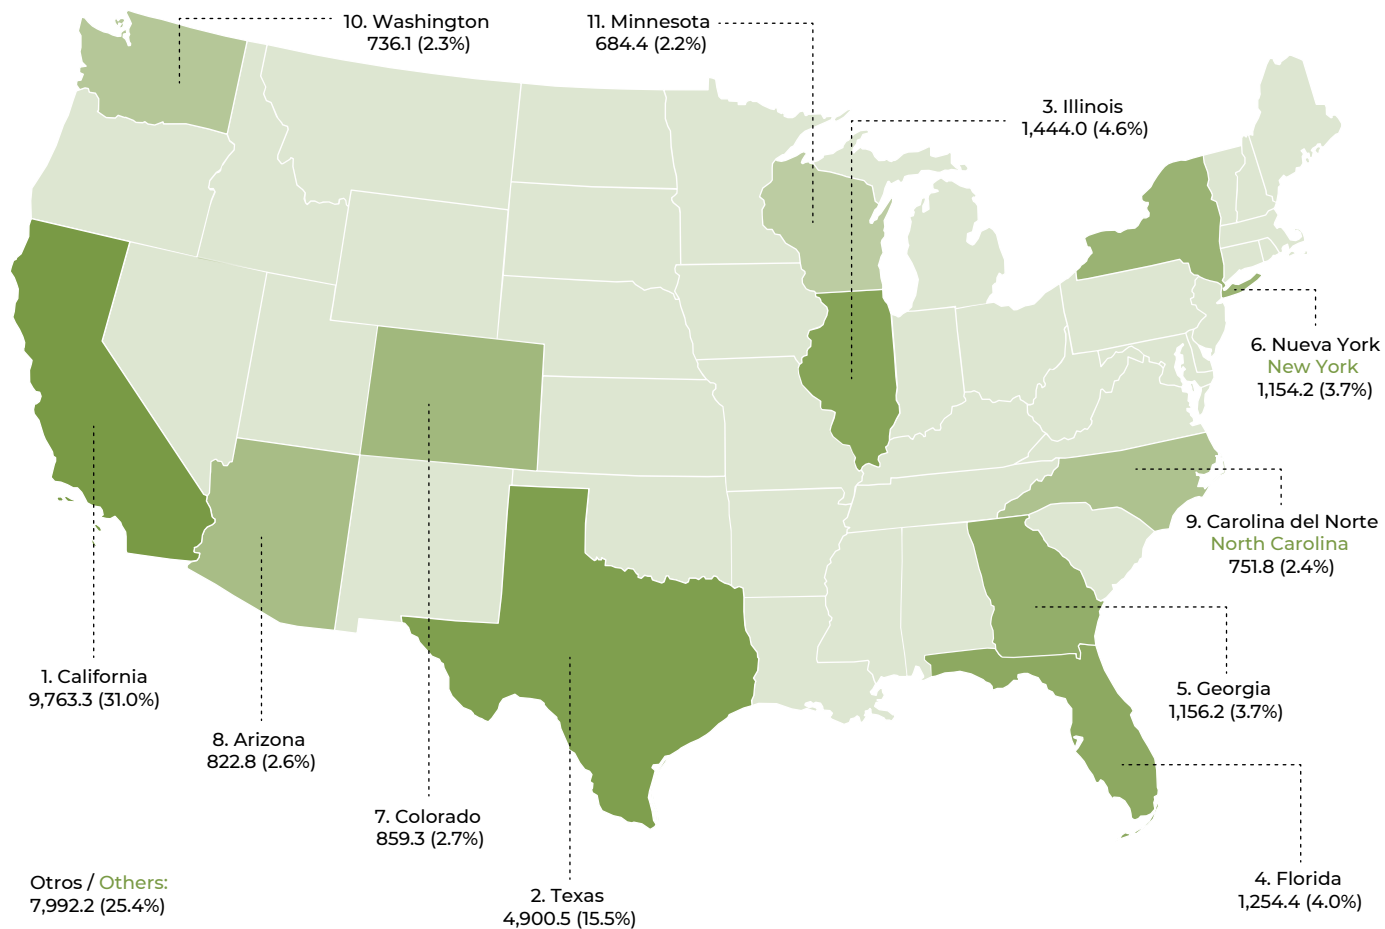 10. Washington
736.1 (2.3%)
11. Minnesota
684.4 (2.2%)
3. Illinois
1,444.0 (4.6%)
6. Nueva York
New York
1,154.2 (3.7%)
9. Carolina del Norte
North Carolina
751.8 (2.4%)
5. Georgia
1,156.2 (3.7%)
4. Florida
1,254.4 (4.0%)
1. California
9,763.3 (31.0%)
8. Arizona
822.8 (2.6%)
7. Colorado
859.3 (2.7%)
2. Texas
4,900.5 (15.5%)
Otros / Others:
7,992.2 (25.4%)